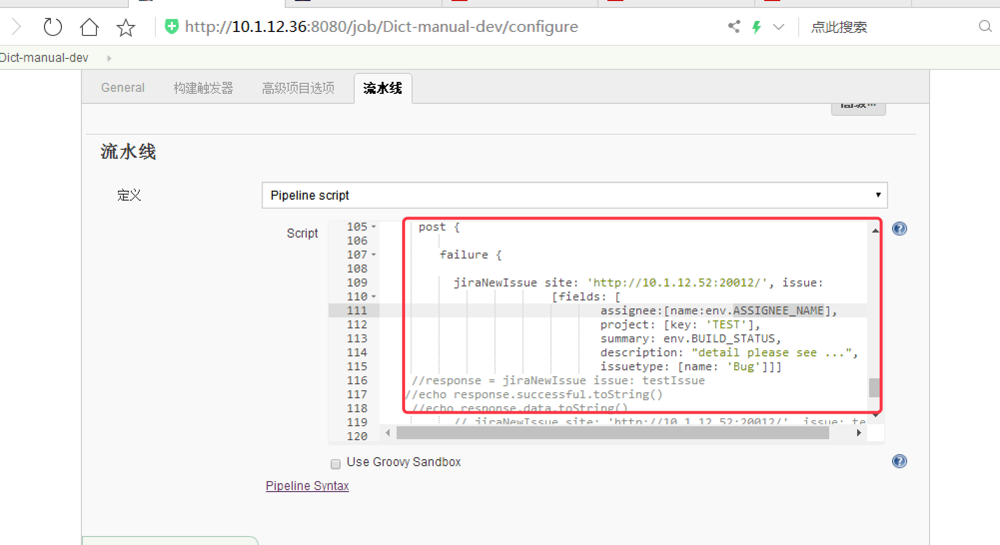 http://10.1.12.36:8080/job/Dict-manual-dev/configure
点此搜索
Dict-manual-dev
General 构建触发器 高级项目选项 流水线
流水线
定义
Pipeline script
Script
105 post {
106
107 failure {
108
109 jiraNewIssue site: 'http://10.1.12.52:20012/', issue:
110 [fields: [
111 assignee:[name:env.ASSIGNEE_NAME],
112 project: [key: 'TEST'],
113 summary: env.BUILD_STATUS,
114 description: "detail please see ...",
115 issuetype: [name: 'Bug']]]
116 //response = jiraNewIssue issue: testIssue
117 //echo response.successful.toString()
118 //echo response.data.toString()
119 // jiraNewIssue site: 'http://10.1.12.52:20012/', issue: te
120
Use Groovy Sandbox
Pipeline Syntax